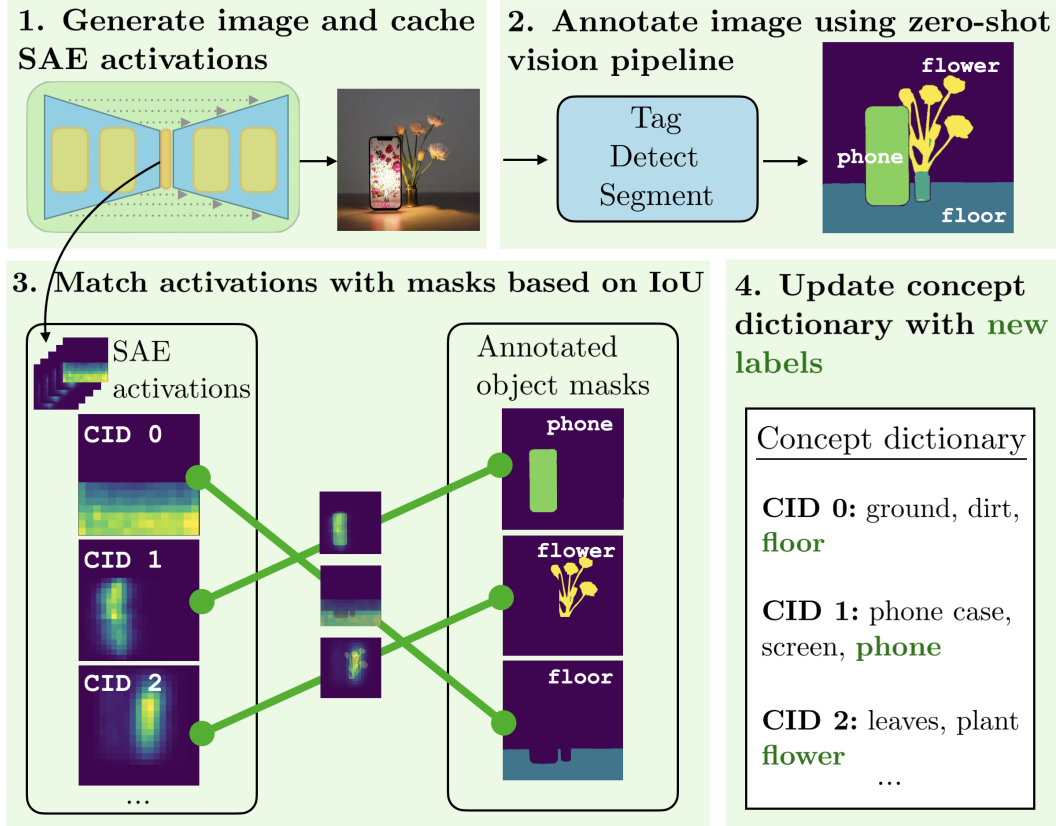 1. Generate image and cache
SAE activations
2. Annotate image using zero-shot
vision pipeline
Tag
Detect
Segment
flower
phone
floor
3. Match activations with masks based on IoU
SAE
activations
CID 0
CID 1
CID 2
...
Annotated
object masks
phone
flower
floor
4. Update concept
dictionary with new
labels
Concept dictionary
CID 0: ground, dirt,
floor
CID 1: phone case,
screen, phone
CID 2: leaves, plant
flower
...